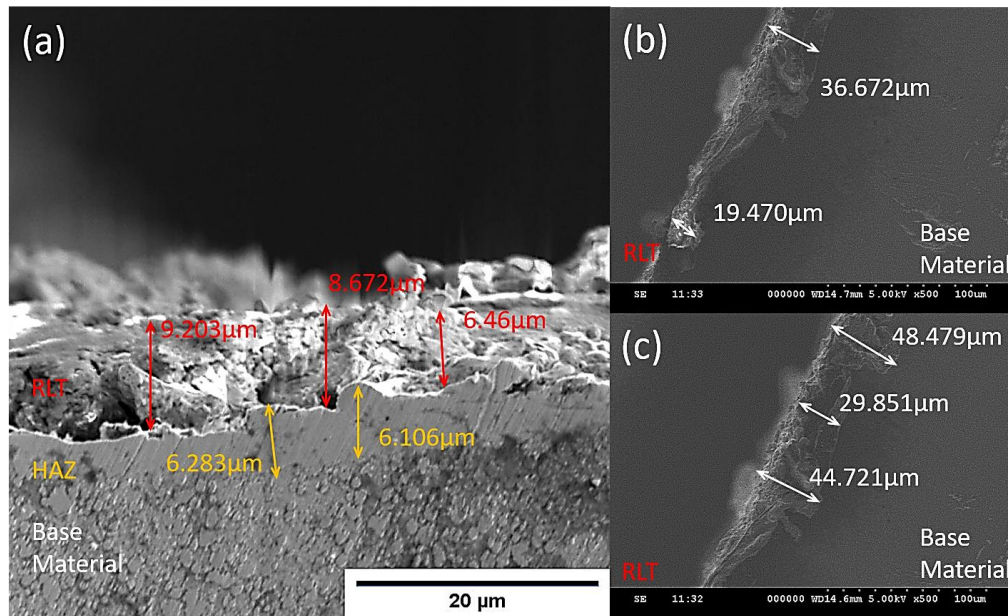 (a)
8.672µm
9.203µm
6.46µm
RLT
6.106µm
6.283µm
HAZ
Base
Material
20 µm
(b)
36.672µm
19.470µm
RLT
Base
Material
SE 11:33 000000 WD14.7mm 5.00kV x500 100um
(c)
48.479µm
29.851µm
44.721µm
RLT
Base
Material
SE 11:32 000000 WD14.6mm 5.00kV x500 100um